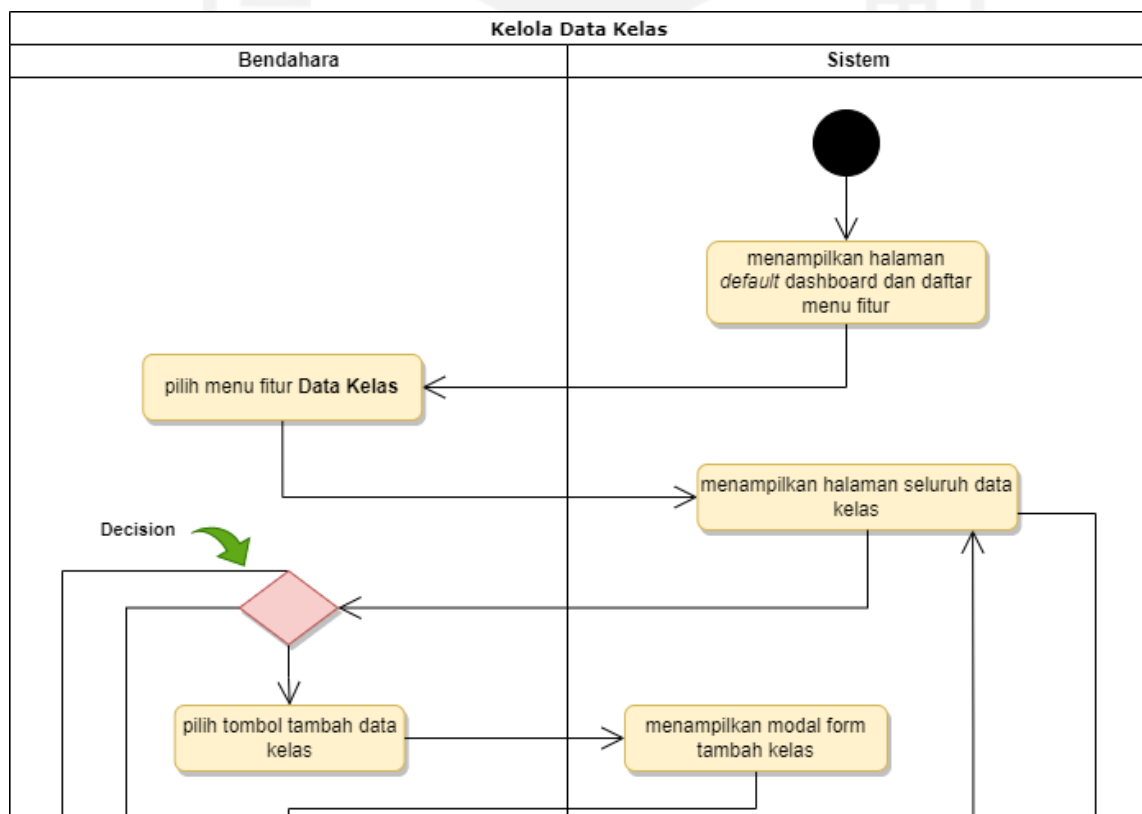 Kelola Data Kelas
Bendahara
Sistem
menampilkan halaman
default dashboard dan daftar
menu fitur
pilih menu fitur Data Kelas
menampilkan halaman seluruh data
kelas
Decision
pilih tombol tambah data
kelas
menampilkan modal form
tambah kelas